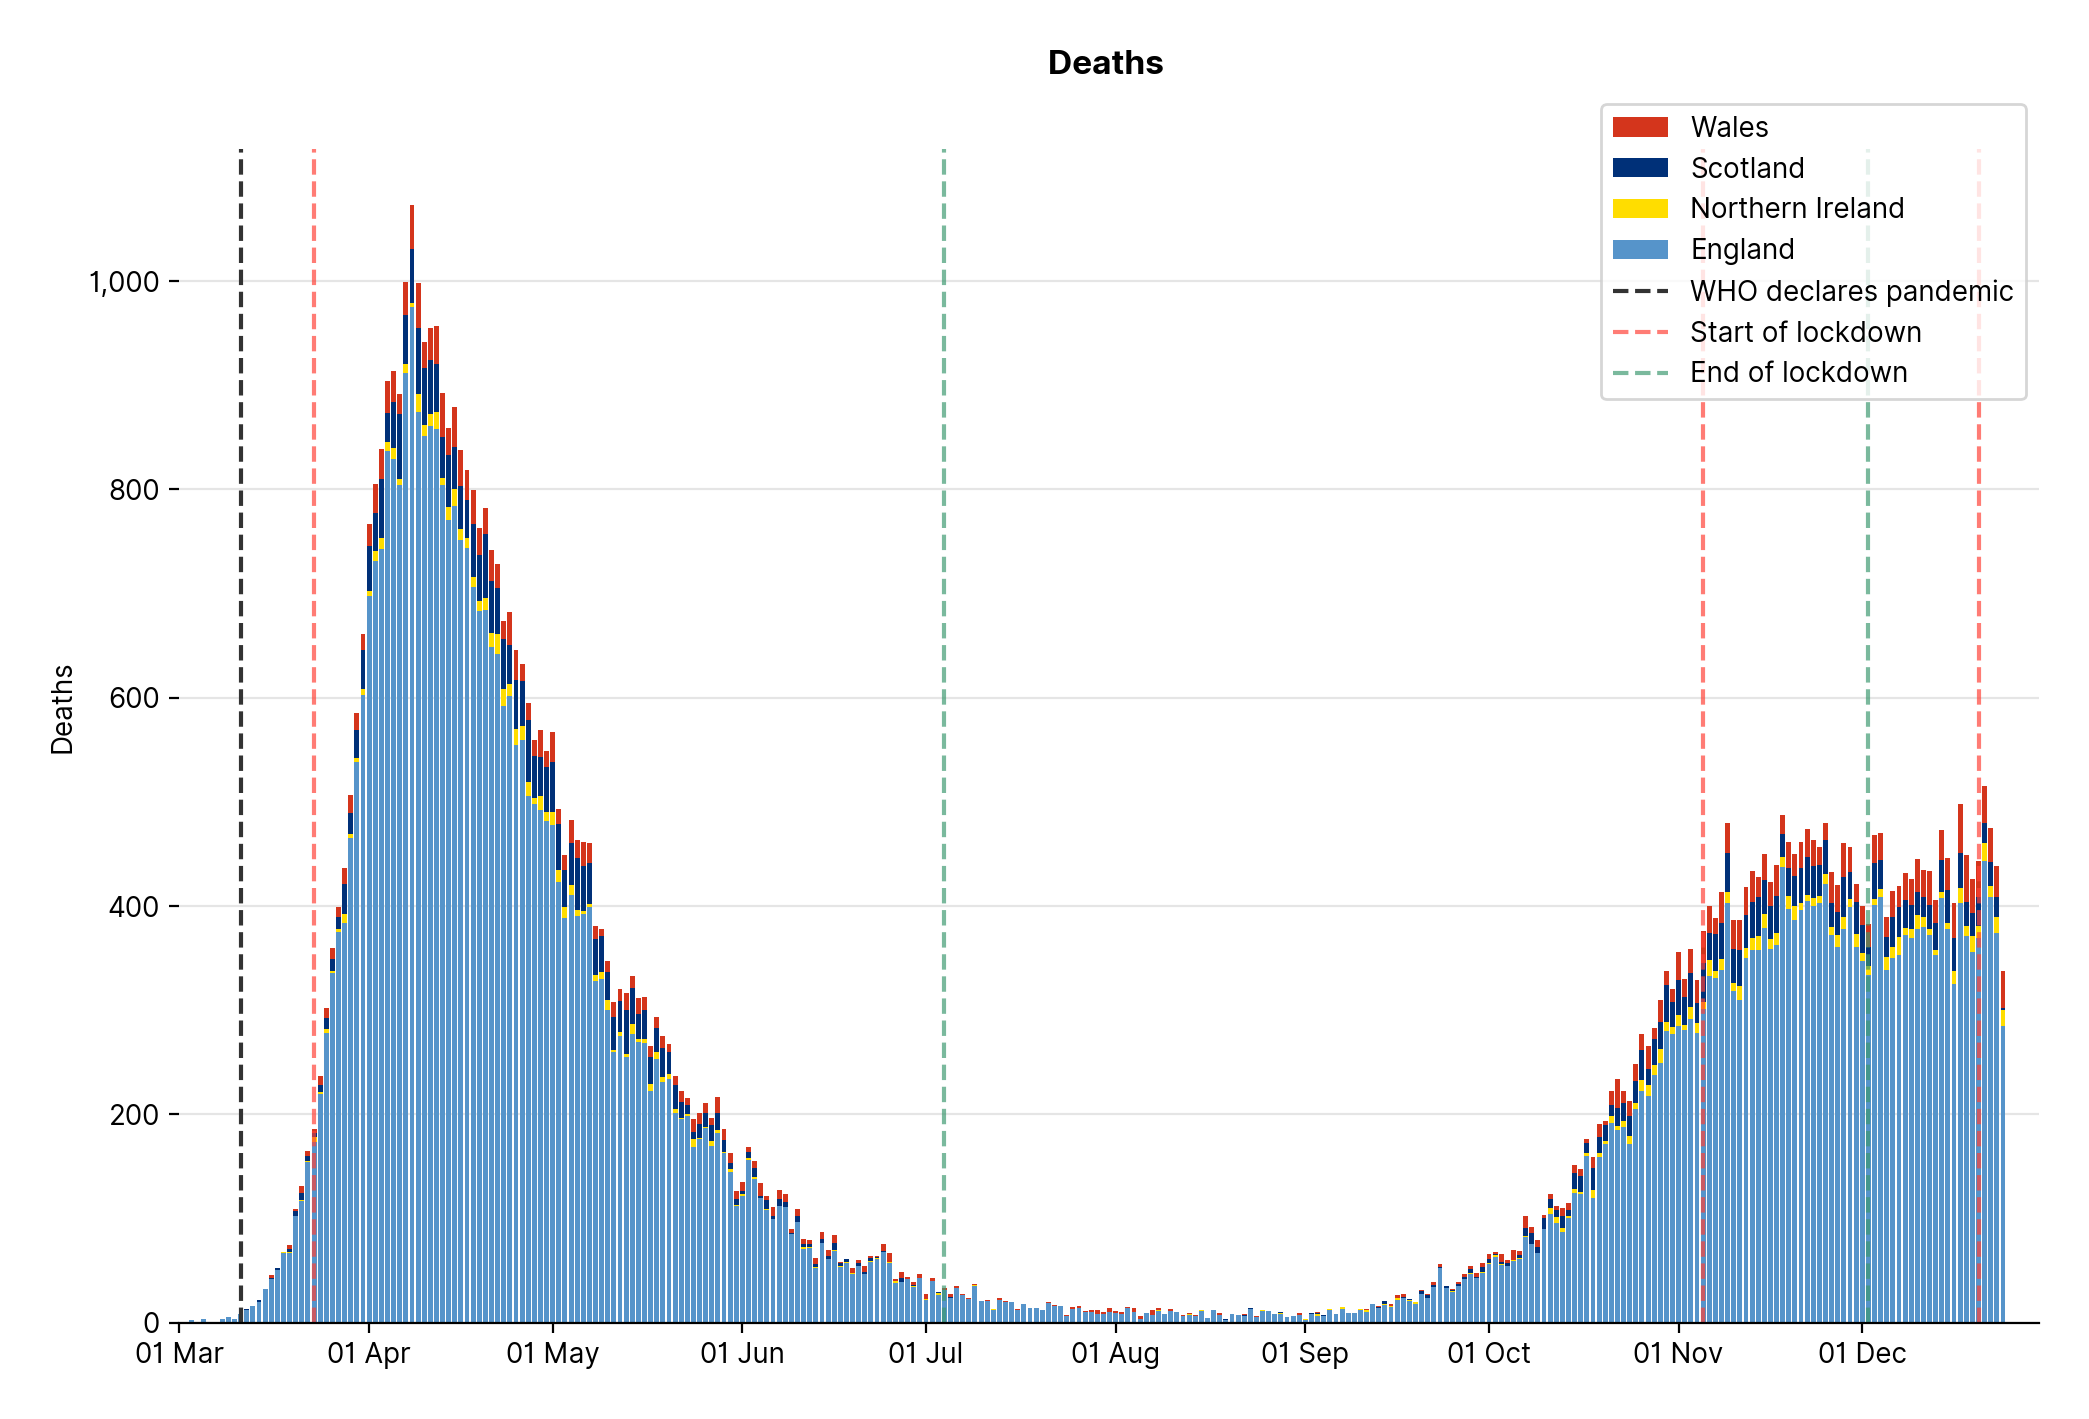 Deaths
Wales
Scotland
Northern Ireland
England
WHO declares pandemic
Start of lockdown
End of lockdown
1,000
800
600
400
200
0
Deaths
01 Mar
01 Apr
01 May
01 Jun
01 Jul
01 Aug
01 Sep
01 Oct
01 Nov
01 Dec